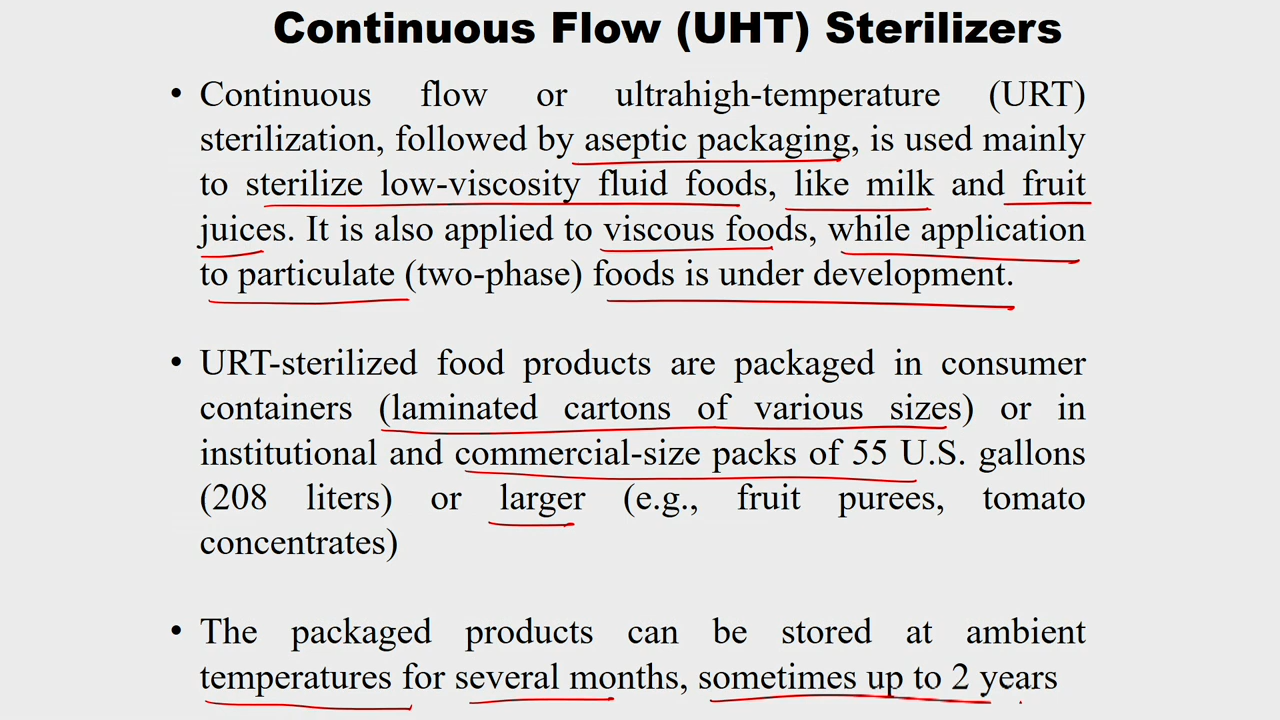 Continuous Flow (UHT) Sterilizers
• Continuous flow or ultrahigh-temperature (URT)
sterilization, followed by aseptic packaging, is used mainly
to sterilize low-viscosity fluid foods, like milk and fruit
juices. It is also applied to viscous foods, while application
to particulate (two-phase) foods is under development.
• URT-sterilized food products are packaged in consumer
containers (laminated cartons of various sizes) or in
institutional and commercial-size packs of 55 U.S. gallons
(208 liters) or larger (e.g., fruit purees, tomato
concentrates)
• The packaged products can be stored at ambient
temperatures for several months, sometimes up to 2 years